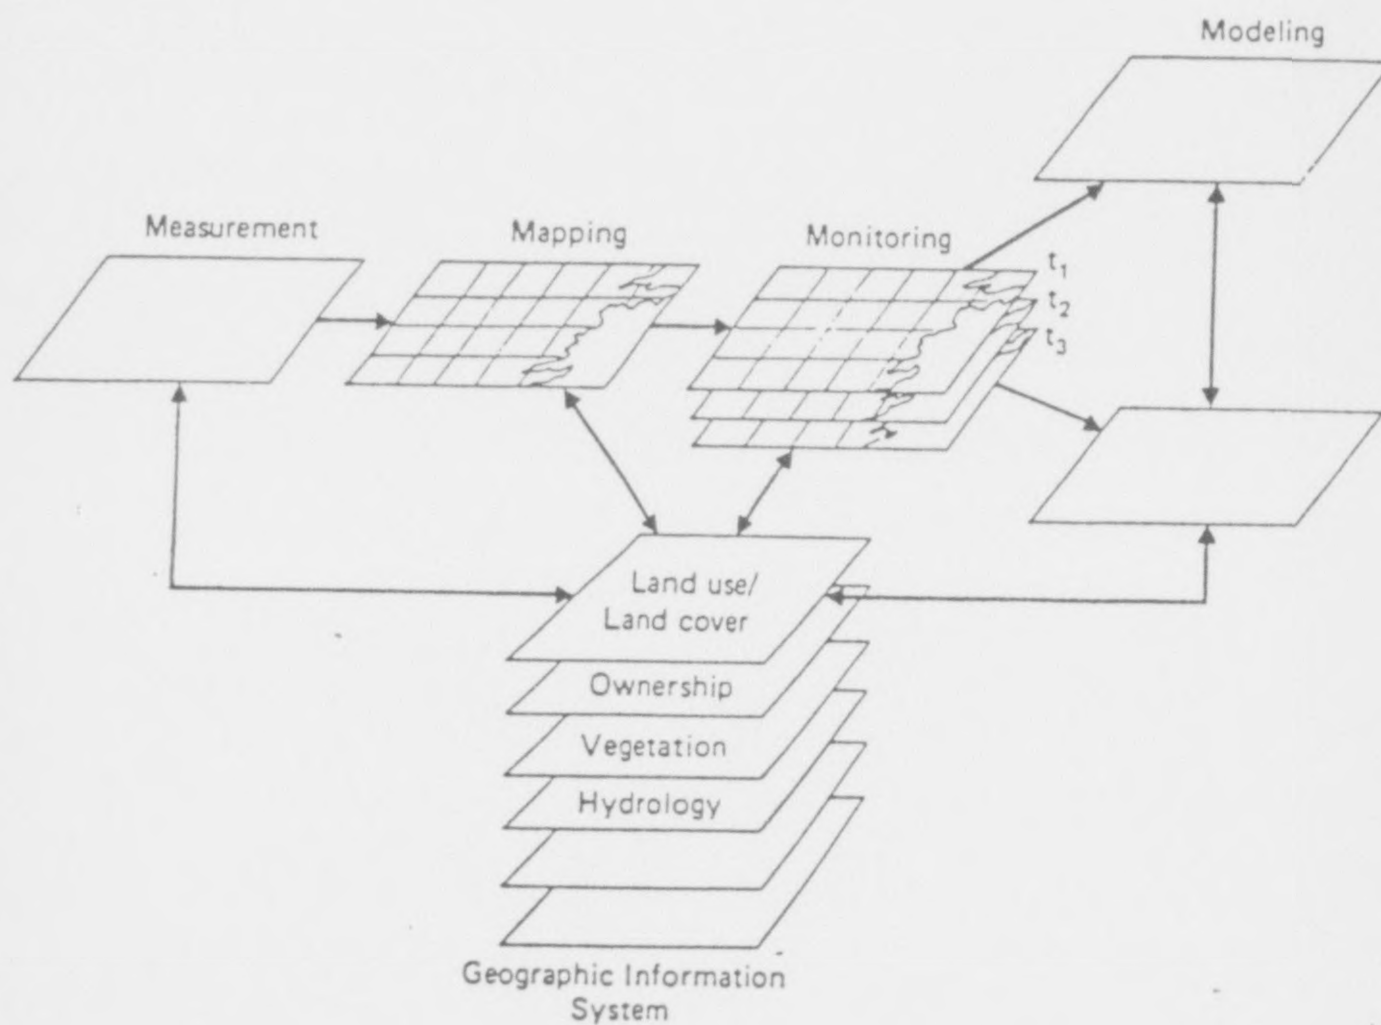 Modeling
Measurement
Mapping
Monitoring
t1
t2
t3
Land use/
Land cover
Ownership
Vegetation
Hydrology
Geographic Information
System